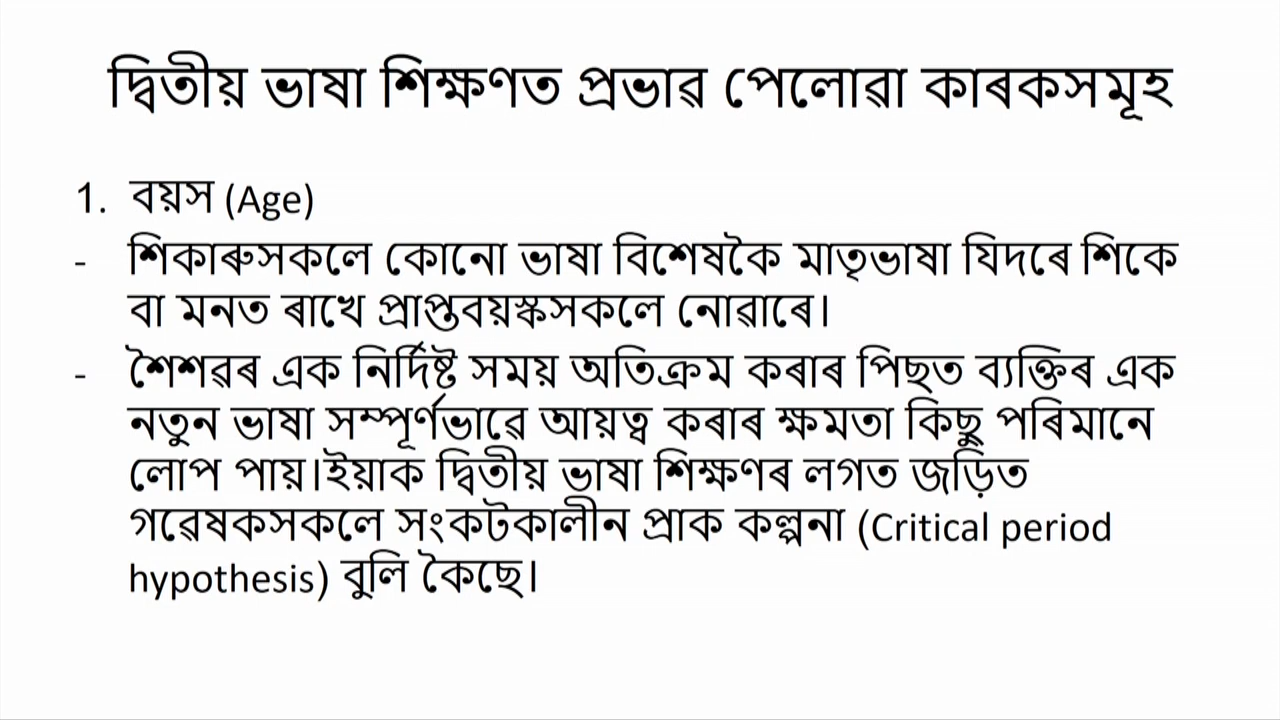 দ্বিতীয় ভাষা শিক্ষণত প্ৰভাৱ পেলোৱা কাৰকসমূহ
1. বয়স (Age)
- শিকাৰুসকলে কোনো ভাষা বিশেষকৈ মাতৃভাষা যিদৰে শিকে
বা মনত ৰাখে প্ৰাপ্তবয়স্কসকলে নোৱাৰে।
- শৈশৱৰ এক নিৰ্দিষ্ট সময় অতিক্ৰম কৰাৰ পিছত ব্যক্তিৰ এক
নতুন ভাষা সম্পূৰ্ণভাৱে আয়ত্ব কৰাৰ ক্ষমতা কিছু পৰিমানে
লোপ পায়।ইয়াক দ্বিতীয় ভাষা শিক্ষণৰ লগত জড়িত
গৱেষকসকলে সংকটকালীন প্ৰাক কল্পনা (Critical period
hypothesis) বুলি কৈছে।